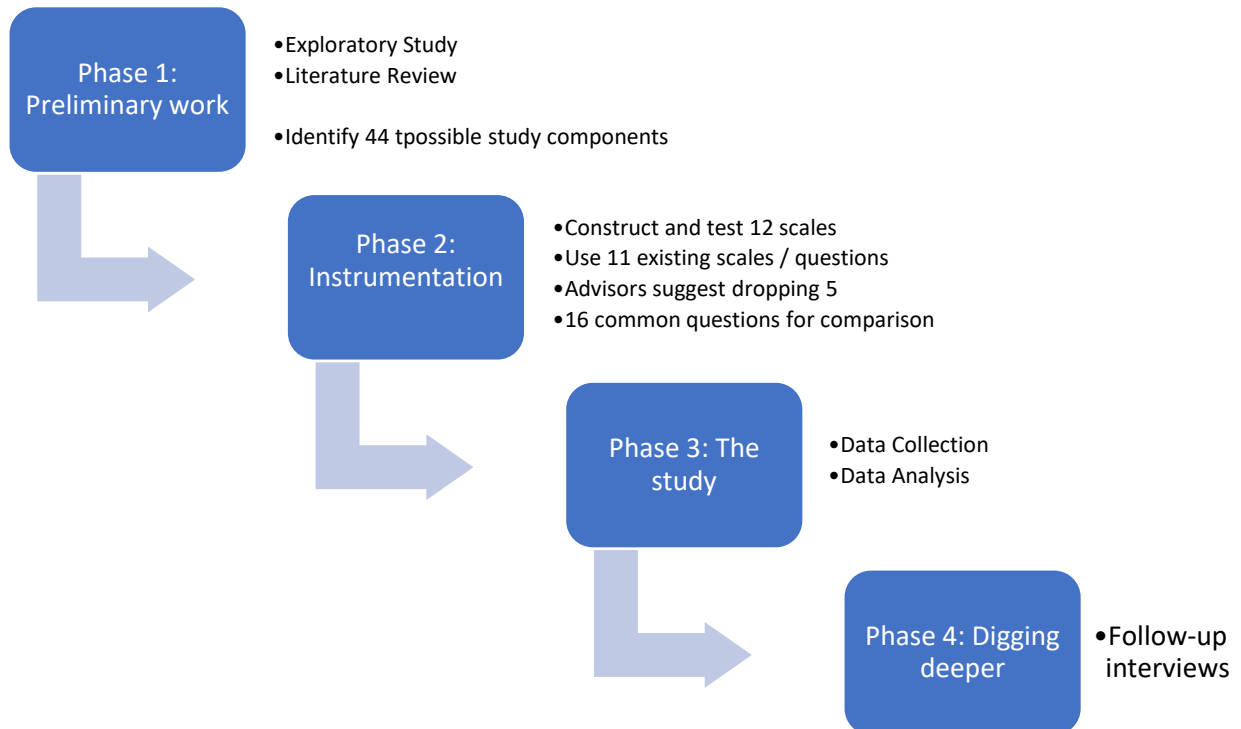 Phase 1:
Preliminary work
•Exploratory Study
•Literature Review
•Identify 44 tpossible study components
Phase 2:
Instrumentation
•Construct and test 12 scales
•Use 11 existing scales / questions
•Advisors suggest dropping 5
•16 common questions for comparison
Phase 3: The
study
•Data Collection
•Data Analysis
Phase 4: Digging
deeper
•Follow-up
interviews